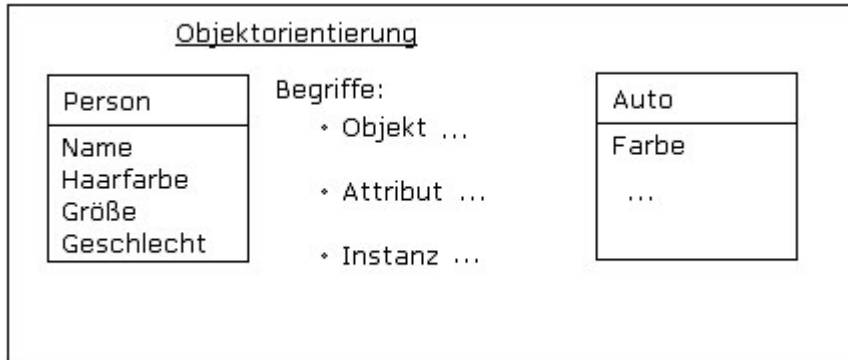 Objektorientierung
Person
Name
Haarfarbe
Größe
Geschlecht
Begriffe:
• Objekt ...
• Attribut ...
• Instanz ...
Auto
Farbe
...